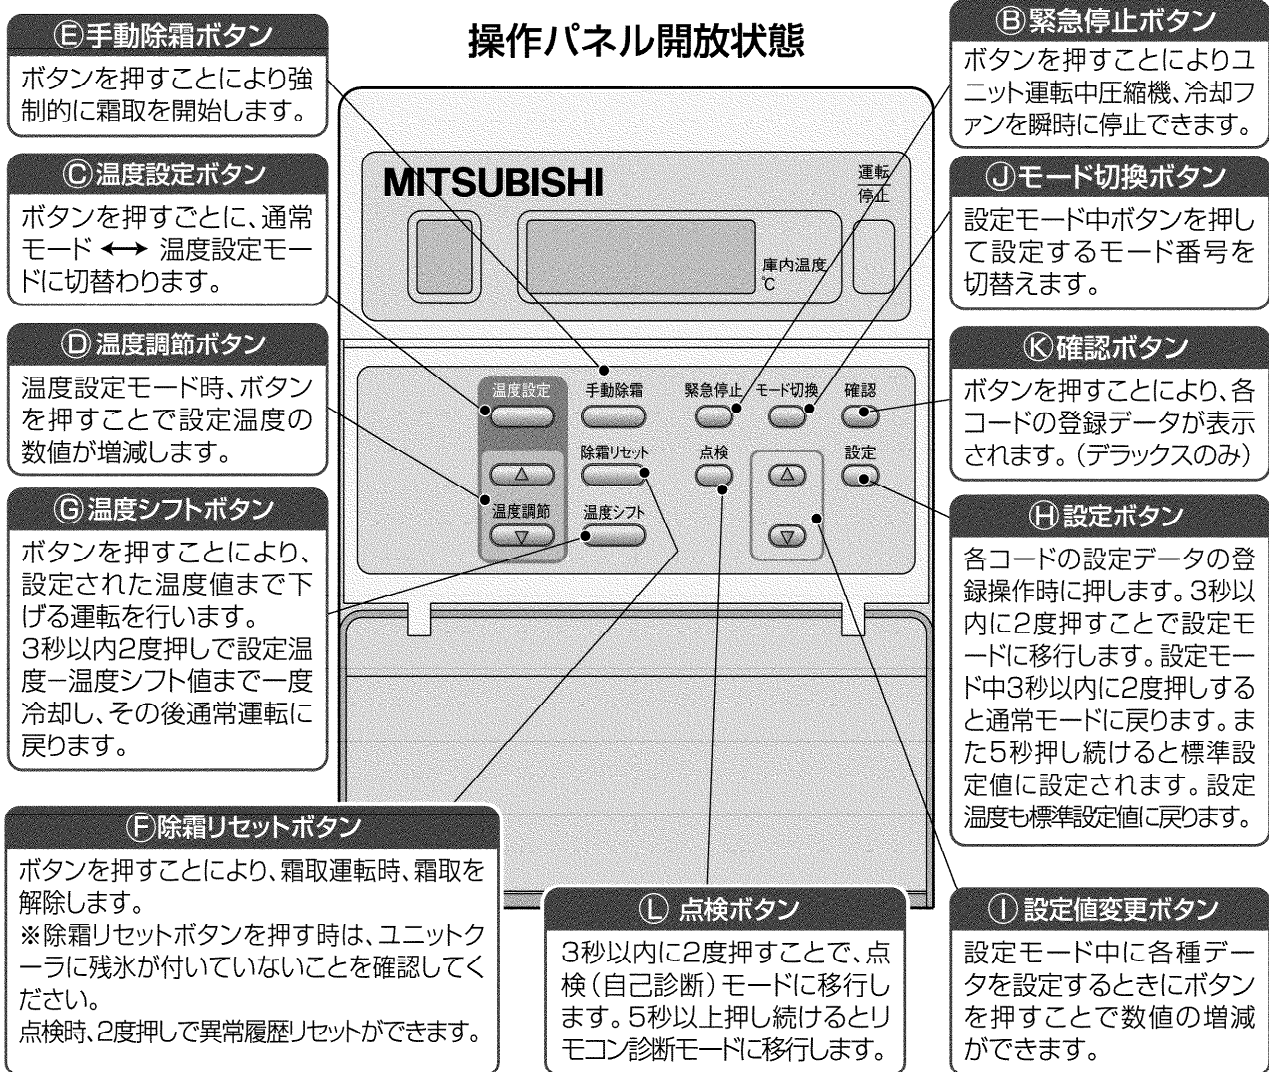 操作パネル開放状態
Ⓔ手動除霜ボタン
ボタンを押すことにより強
制的に霜取を開始します。
Ⓒ温度設定ボタン
ボタンを押すごとに、通常
モード ⟷ 温度設定モー
ドに切替わります。
Ⓓ温度調節ボタン
温度設定モード時、ボタン
を押すことで設定温度の
数値が増減します。
Ⓖ温度シフトボタン
ボタンを押すことにより、
設定された温度値まで下
げる運転を行います。
3秒以内2度押しで設定温
度−温度シフト値まで一度
冷却し、その後通常運転に
戻ります。
Ⓕ除霜リセットボタン
ボタンを押すことにより、霜取運転時、霜取を
解除します。
※除霜リセットボタンを押す時は、ユニットク
ーラに残氷が付いていないことを確認してく
ださい。
点検時、2度押しで異常履歴リセットができます。
MITSUBISHI
運転
停止
庫内温度
℃
温度設定
手動除霜
緊急停止
モード切換
確認
除霜リセット
点検
設定
△
△
温度調節
温度シフト
▽
▽
Ⓛ 点検ボタン
3秒以内に2度押すことで、点
検(自己診断)モードに移行し
ます。5秒以上押し続けるとリ
モコン診断モードに移行します。
Ⓑ緊急停止ボタン
ボタンを押すことによりユ
ニット運転中圧縮機、冷却フ
ァンを瞬時に停止できます。
Ⓙモード切換ボタン
設定モード中ボタンを押し
て設定するモード番号を
切替えます。
Ⓚ確認ボタン
ボタンを押すことにより、各
コードの登録データが表示
されます。(デラックスのみ)
Ⓗ設定ボタン
各コードの設定データの登
録操作時に押します。3秒以
内に2度押すことで設定モ
ードに移行します。設定モー
ド中3秒以内に2度押しする
と通常モードに戻ります。ま
た5秒押し続けると標準設
定値に設定されます。設定
温度も標準設定値に戻ります。
Ⓘ設定値変更ボタン
設定モード中に各種デー
タを設定するときにボタン
を押すことで数値の増減
ができます。